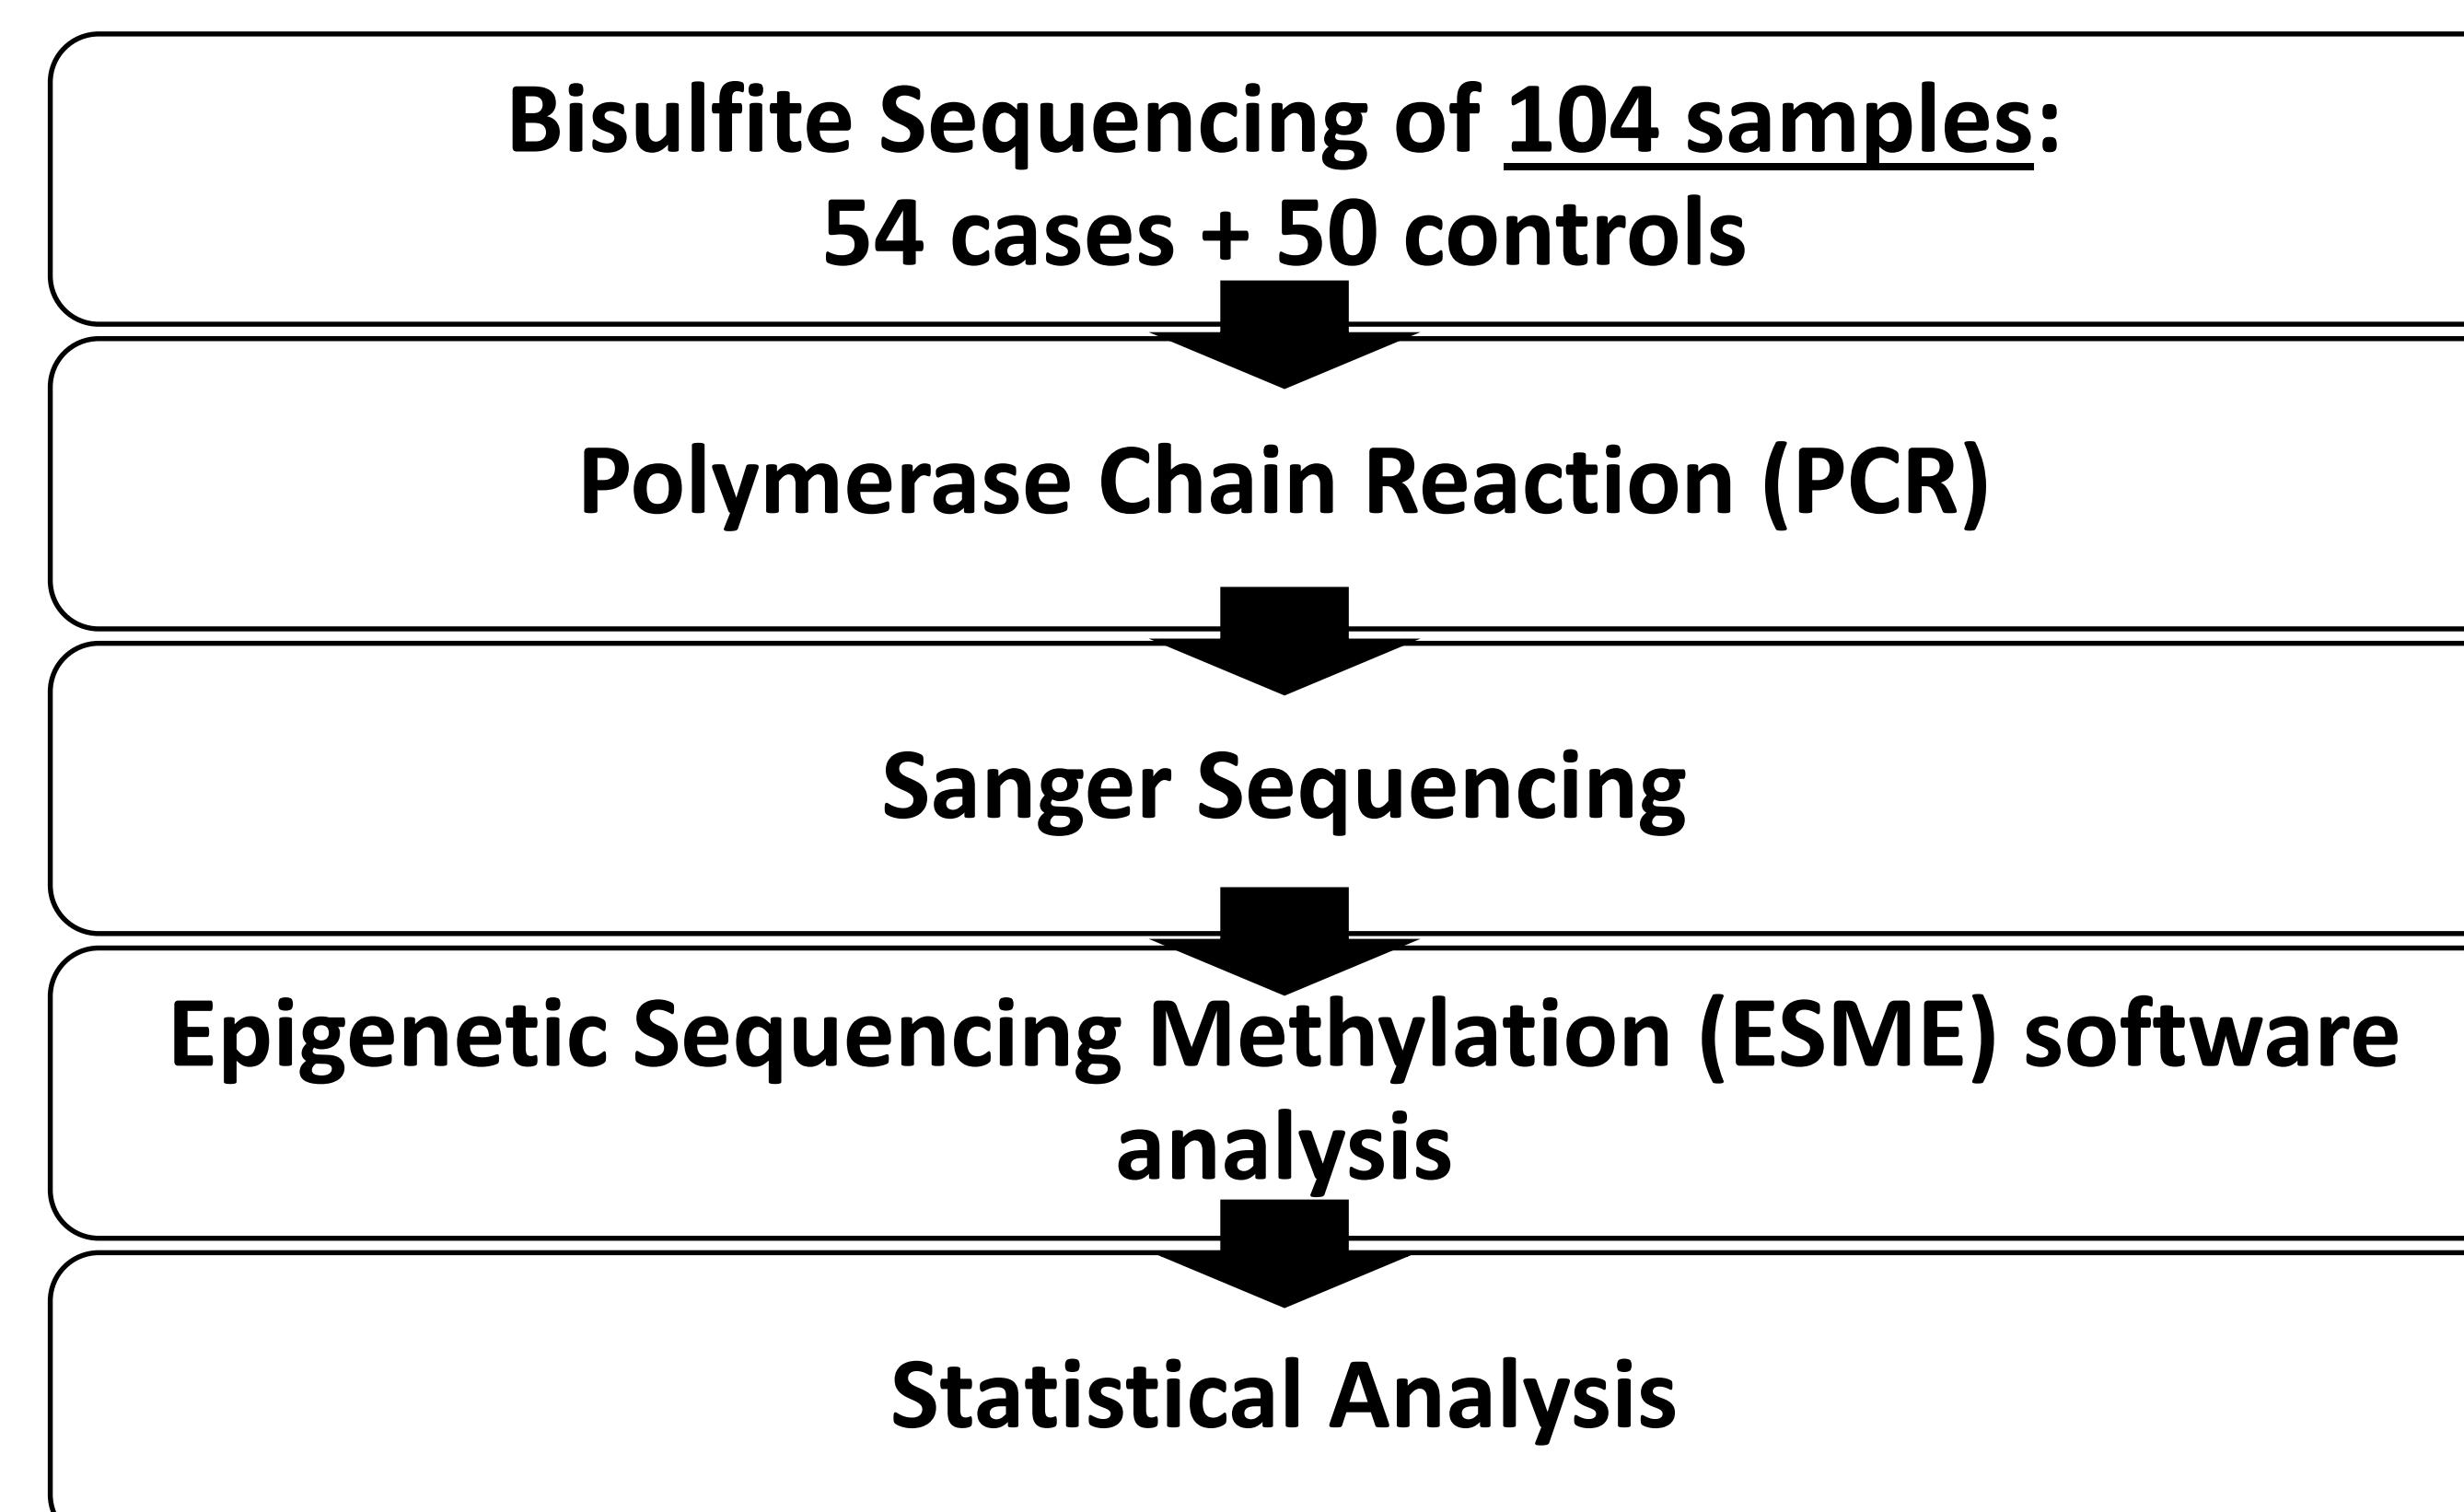 Bisulfite Sequencing of 104 samples:
54 cases + 50 controls
Polymerase Chain Reaction (PCR)
Sanger Sequencing
Epigenetic Sequencing Methylation (ESME) software
analysis
Statistical Analysis